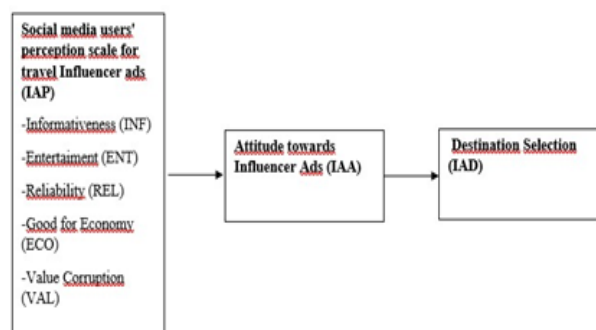 Social media users'
perception scale for
travel Influencer ads
(IAP)
-Informativeness (INF)
-Entertaiment (ENT)
-Reliability (REL)
-Good for Economy
(ECO)
-Value Corruption
(VAL)
Attitude towards
Influencer Ads (IAA)
Destination Selection
(IAD)